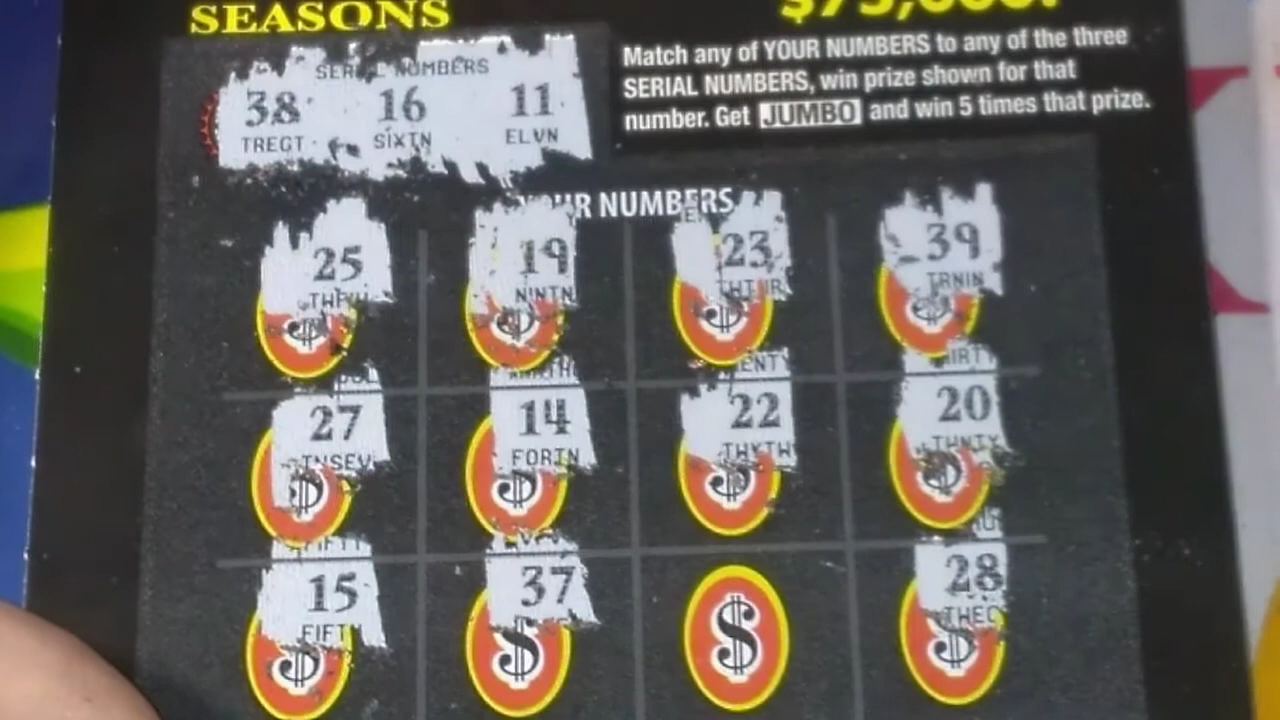 SEASONS
SERIAL NUMBERS
38 16 11
TREGT SIXTN ELVN
Match any of YOUR NUMBERS to any of the three
SERIAL NUMBERS, win prize shown for that
number. Get JUMBO and win 5 times that prize.
YOUR NUMBERS
25 19 23 39
NINTN TRNIN
27 14 22 20
TNSEV FORTN
15 37 $ 28
FIFTN